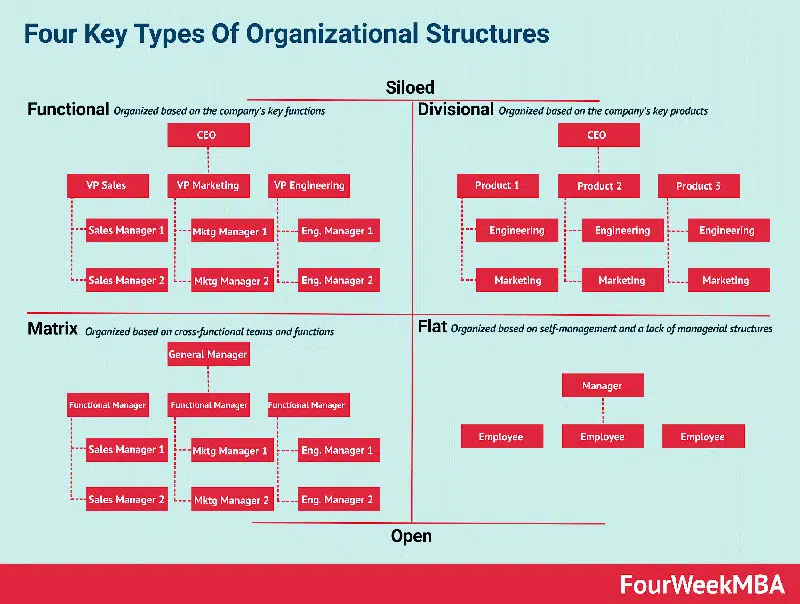 Four Key Types Of Organizational Structures
Siloed
Functional Organized based on the company's key functions
CEO
VP Sales VP Marketing VP Engineering
Sales Manager 1 Mktg Manager 1 Eng. Manager 1
Sales Manager 2 Mktg Manager 2 Eng. Manager 2
Divisional Organized based on the company's key products
CEO
Product 1 Product 2 Product 3
Engineering Engineering Engineering
Marketing Marketing Marketing
Matrix Organized based on cross-functional teams and functions
General Manager
Functional Manager Functional Manager Functional Manager
Sales Manager 1 Mktg Manager 1 Eng. Manager 1
Sales Manager 2 Mktg Manager 2 Eng. Manager 2
Flat Organized based on self-management and a lack of managerial structures
Manager
Employee Employee Employee
Open
FourWeekMBA